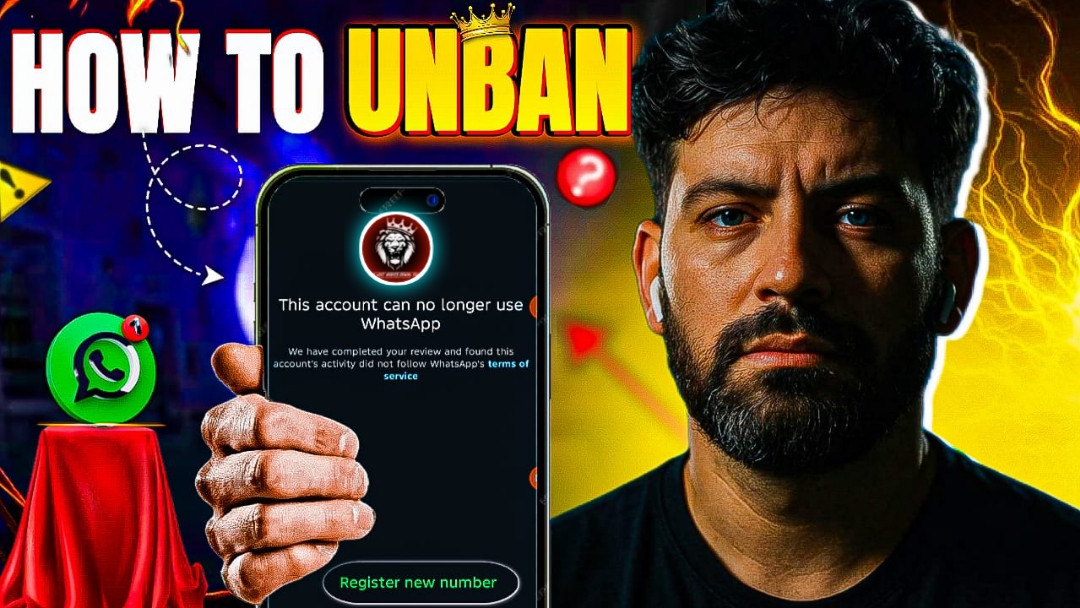 HOW TO UNBAN
This account can no longer use
WhatsApp
We have completed your review and found this
account's activity did not follow WhatsApp's terms of
service
Register new number